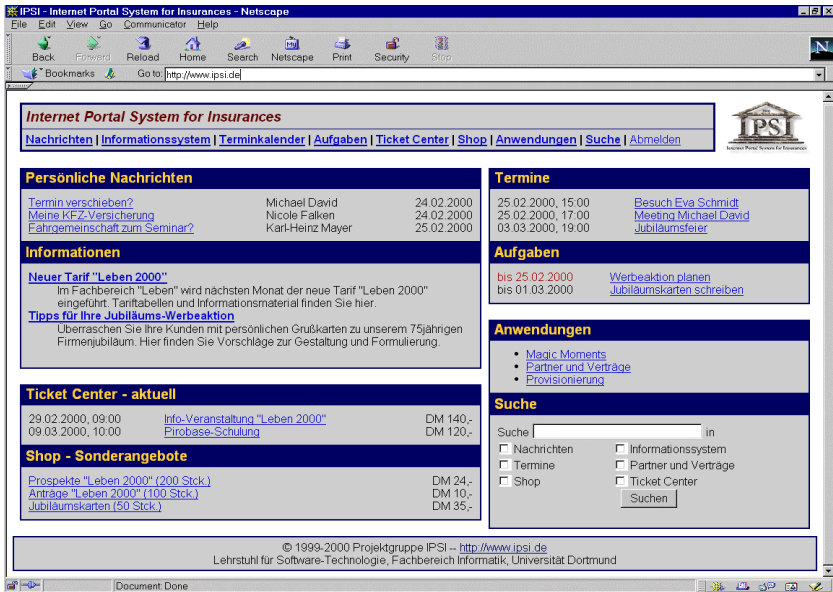 IPSI - Internet Portal System for Insurances - Netscape
File Edit View Go Communicator Help
Back Forward Reload Home Search Netscape Print Security Stop
Bookmarks Go to: http://www.ipsi.de
N
Internet Portal System for Insurances
Nachrichten | Informationssystem | Terminkalender | Aufgaben | Ticket Center | Shop | Anwendungen | Suche | Abmelden
IPSI
Internet Portal System for Insurances
Persönliche Nachrichten
Termin verschieben? Michael David 24.02.2000
Meine KFZ-Versicherung Nicole Falken 24.02.2000
Fahrgemeinschaft zum Seminar? Karl-Heinz Mayer 25.02.2000
Informationen
Neuer Tarif "Leben 2000"
Im Fachbereich "Leben" wird nächsten Monat der neue Tarif "Leben 2000"
eingeführt. Tariftabellen und Informationsmaterial finden Sie hier.
Tipps für Ihre Jubiläums-Werbeaktion
Überraschen Sie Ihre Kunden mit persönlichen Grußkarten zu unserem 75jährigen
Firmenjubiläum. Hier finden Sie Vorschläge zur Gestaltung und Formulierung.
Ticket Center - aktuell
29.02.2000, 09:00 Info-Veranstaltung "Leben 2000" DM 140,-
09.03.2000, 10:00 Pirobase-Schulung DM 120,-
Shop - Sonderangebote
Prospekte "Leben 2000" (200 Stck.) DM 24,-
Anträge "Leben 2000" (100 Stck.) DM 10,-
Jubiläumskarten (50 Stck.) DM 35,-
Termine
25.02.2000, 15:00 Besuch Eva Schmidt
25.02.2000, 17:00 Meeting Michael David
03.03.2000, 19:00 Jubiläumsfeier
Aufgaben
bis 25.02.2000 Werbeaktion planen
bis 01.03.2000 Jubiläumskarten schreiben
Anwendungen
• Magic Moments
• Partner und Verträge
• Provisionierung
Suche
Suche in
Nachrichten Informationssystem
Termine Partner und Verträge
Shop Ticket Center
Suchen
© 1999-2000 Projektgruppe IPSI -- http://www.ipsi.de
Lehrstuhl für Software-Technologie, Fachbereich Informatik, Universität Dortmund
Document: Done